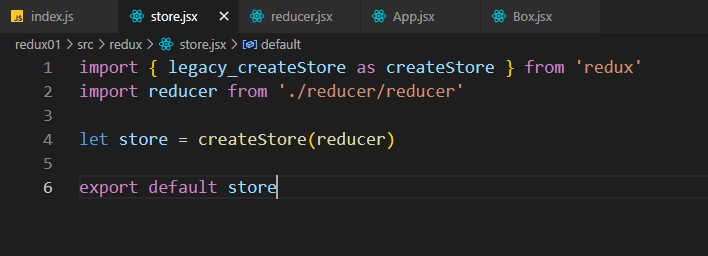 JS index.js store.jsx × reducer.jsx App.jsx Box.jsx
redux01 > src > redux > store.jsx > default
1 import { legacy_createStore as createStore } from 'redux'
2 import reducer from './reducer/reducer'
3
4 let store = createStore(reducer)
5
6 export default store